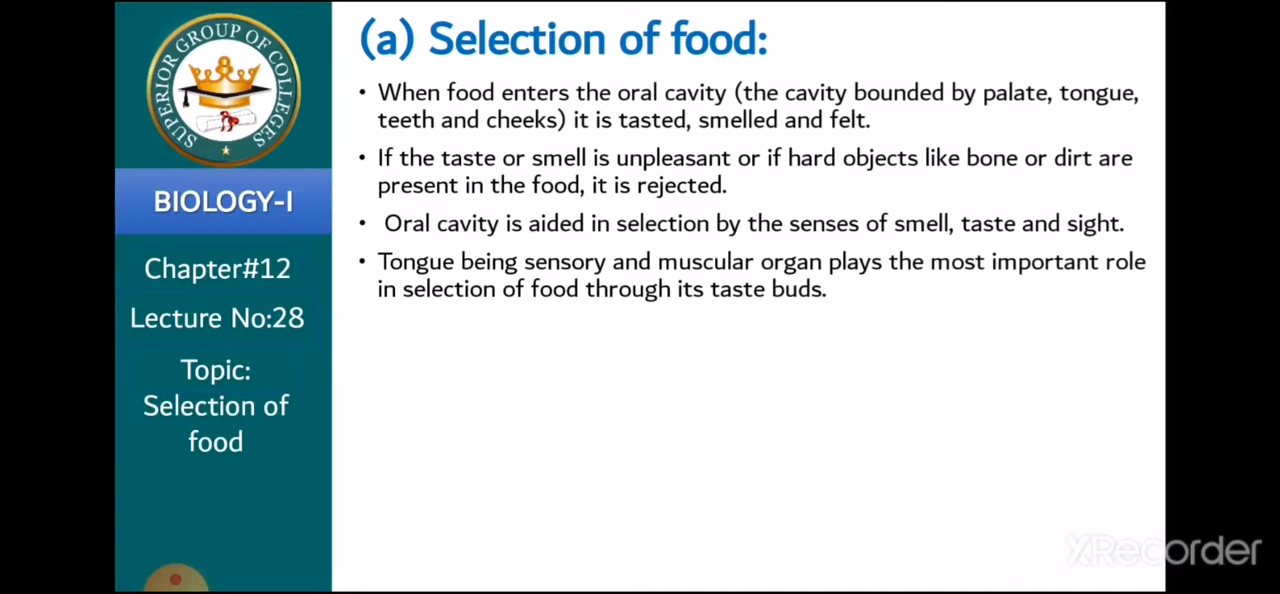 SUPERIOR GROUP OF COLLEGES
BIOLOGY-I
Chapter#12
Lecture No:28
Topic:
Selection of
food
(a) Selection of food:
• When food enters the oral cavity (the cavity bounded by palate, tongue,
teeth and cheeks) it is tasted, smelled and felt.
• If the taste or smell is unpleasant or if hard objects like bone or dirt are
present in the food, it is rejected.
• Oral cavity is aided in selection by the senses of smell, taste and sight.
• Tongue being sensory and muscular organ plays the most important role
in selection of food through its taste buds.
XRecorder